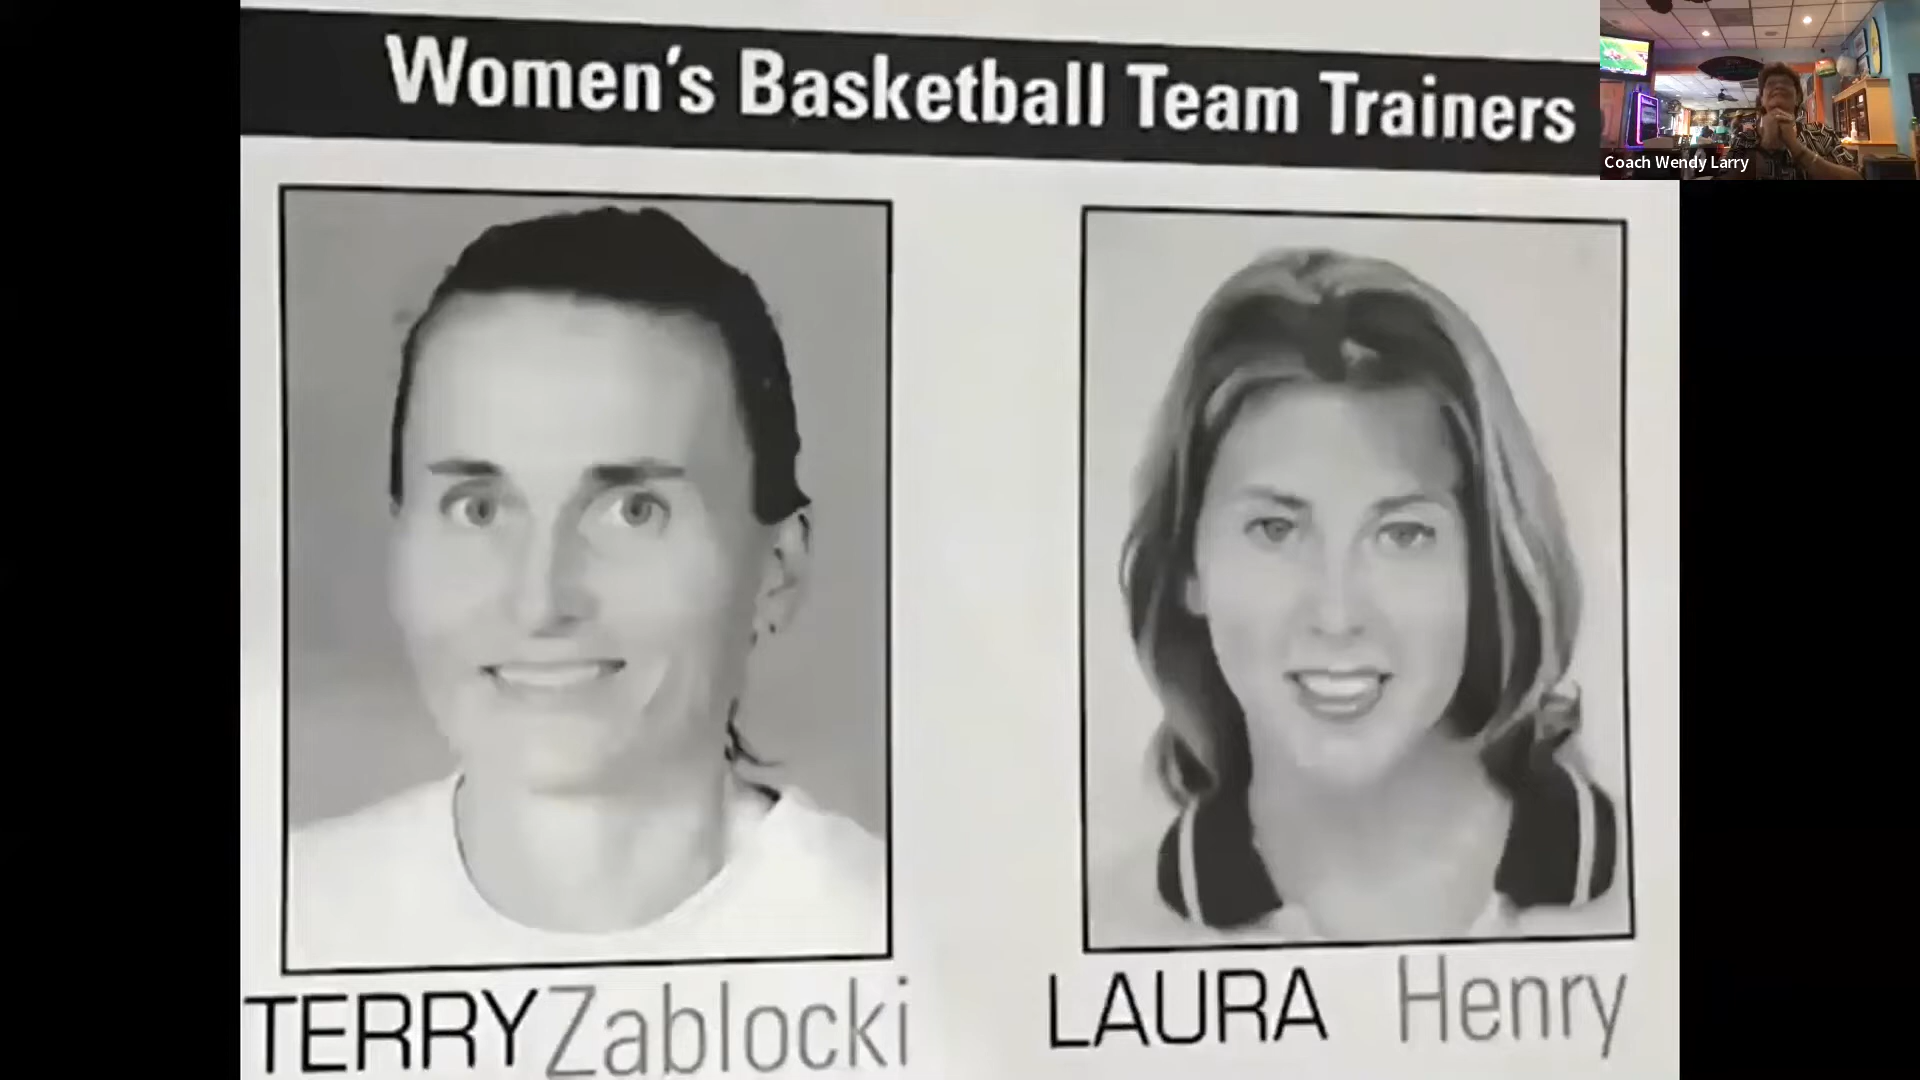 Women's Basketball Team Trainers
Coach Wendy Larry
TERRY Zablocki
LAURA Henry